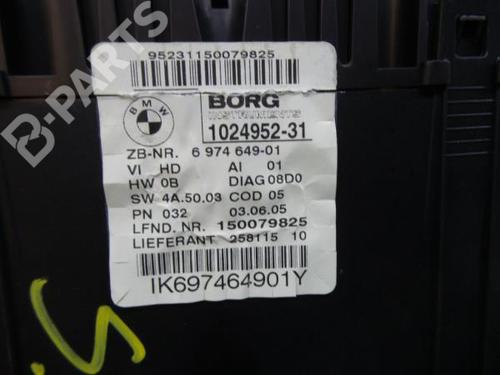 95231150079825
BMW
BORG
INSTRUMENTS
1024952-31
ZB-NR. 6 974 649-01
VI HD AI 01
HW 0B DIAG 08D0
SW 4A.50.03 COD 05
PN 032 03.06.05
LFND. NR. 150079825
LIEFERANT 258115 10
IK697464901Y
B-PARTS